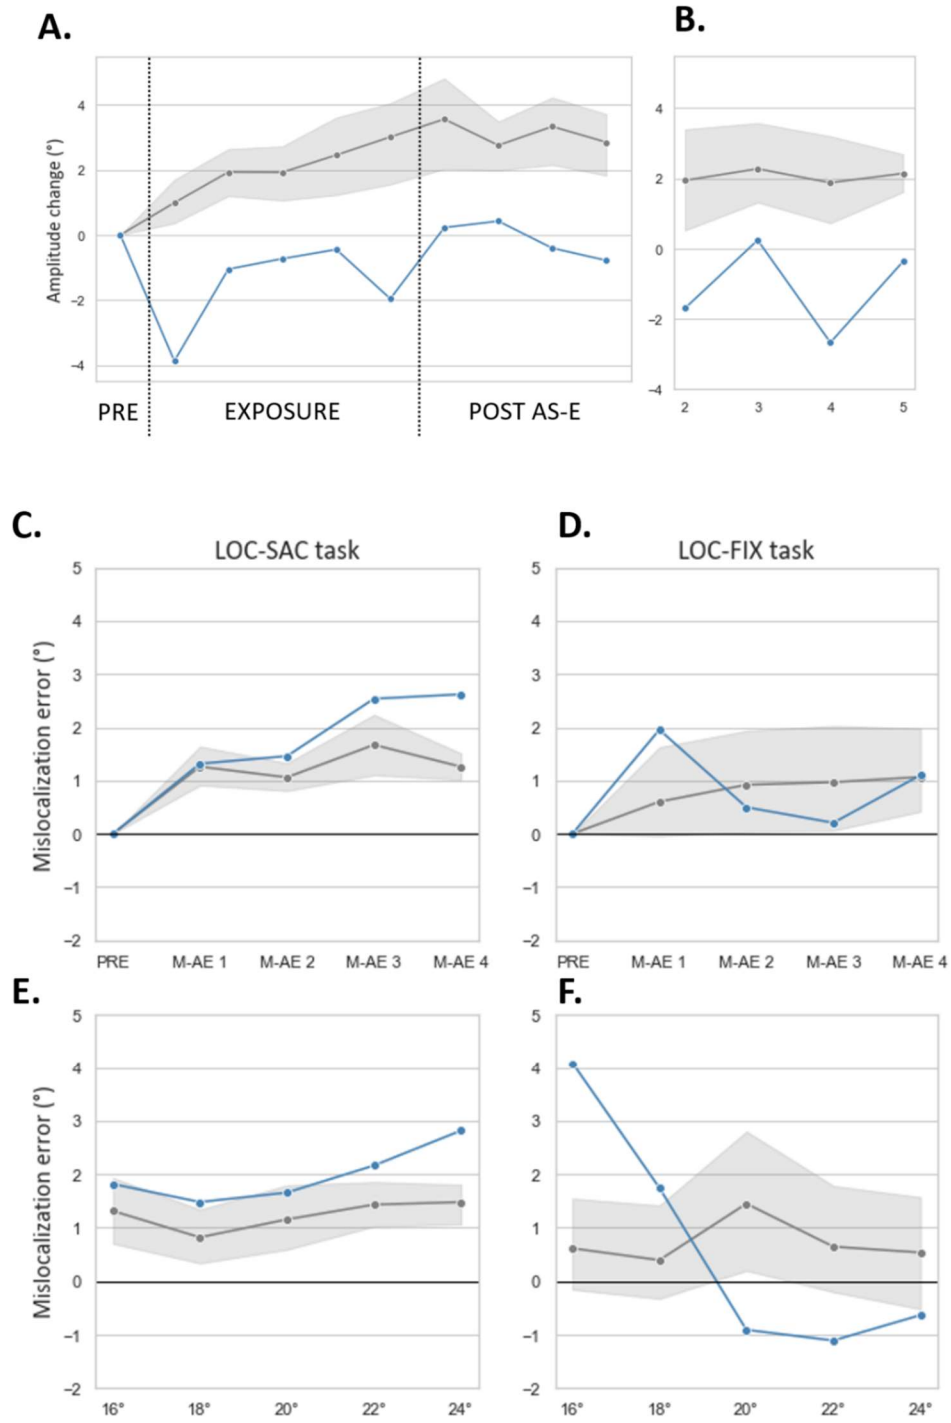 A.
B.
Amplitude change (°)
4
2
0
−2
−4
PRE
EXPOSURE
POST AS-E
4
2
0
−2
−4
2
3
4
5
C.
D.
LOC-SAC task
LOC-FIX task
Mislocalization error (°)
5
4
3
2
1
0
−1
−2
PRE
M-AE 1
M-AE 2
M-AE 3
M-AE 4
5
4
3
2
1
0
−1
−2
PRE
M-AE 1
M-AE 2
M-AE 3
M-AE 4
E.
F.
Mislocalization error (°)
5
4
3
2
1
0
−1
−2
16°
18°
20°
22°
24°
5
4
3
2
1
0
−1
−2
16°
18°
20°
22°
24°